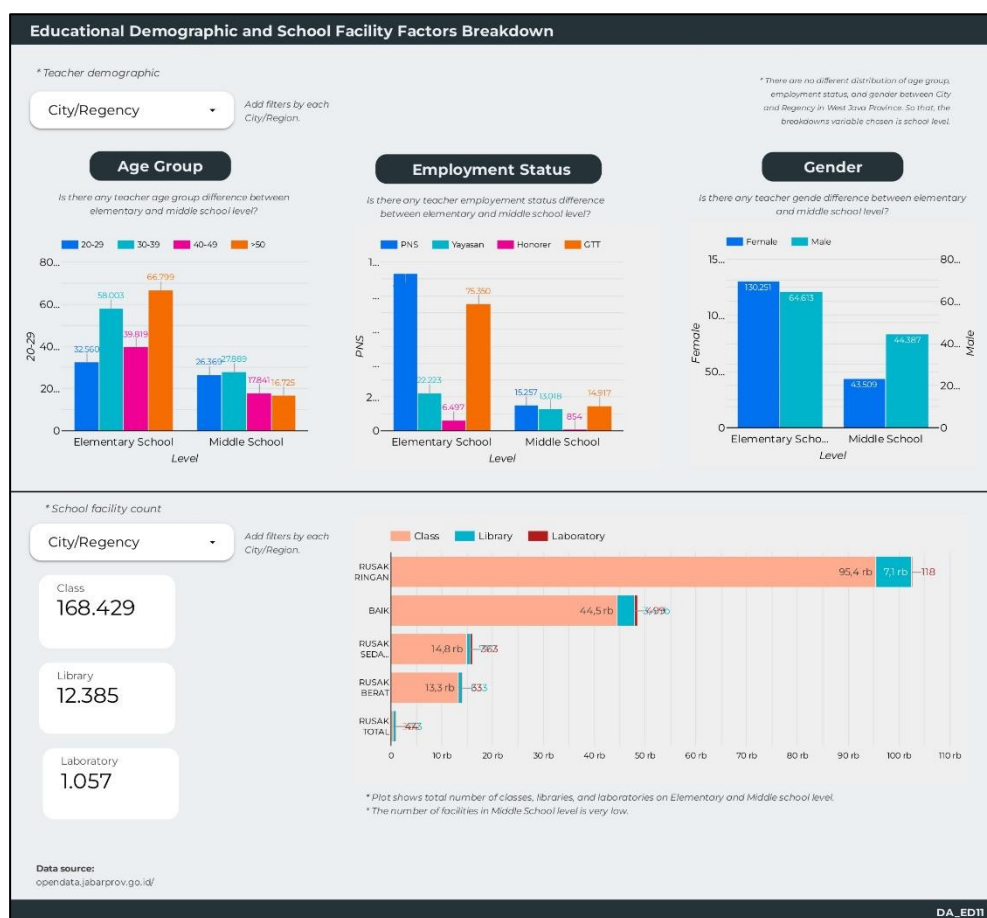 Educational Demographic and School Facility Factors Breakdown
* Teacher demographic
City/Regency
Add filters by each
City/Region.
* There are no different distribution of age group,
employment status, and gender between City
and Regency in West Java Province. So that, the
breakdowns variable chosen is school level.
Age Group
Is there any teacher age group difference between
elementary and middle school level?
20-29 30-39 40-49 >50
80...
60...
40...
20...
0
20-29
32.560 58.003 39.819 66.799
26.369 27.889 17.841 16.725
Elementary School Middle School
Level
Employment Status
Is there any teacher employement status difference
between elementary and middle school level?
PNS Yayasan Honorer GTT
1...
...
...
...
2...
0
PNS
22.223 6.497 75.350
15.257 13.018 854 14.917
Elementary School Middle School
Level
Gender
Is there any teacher gende difference between elementary
and middle school level?
Female Male
15...
10...
50...
0
Female
130.251 64.613
43.509 44.387
80...
60...
40...
20...
0
Male
Elementary Scho... Middle School
Level
* School facility count
City/Regency
Add filters by each
City/Region.
Class
168.429
Library
12.385
Laboratory
1.057
Class Library Laboratory
RUSAK
RINGAN
95,4 rb 7,1 rb 118
BAIK
44,5 rb
RUSAK
SEDA...
14,8 rb
RUSAK
BERAT
13,3 rb
RUSAK
TOTAL
0 10 rb 20 rb 30 rb 40 rb 50 rb 60 rb 70 rb 80 rb 90 rb 100 rb 110 rb
* Plot shows total number of classes, libraries, and laboratories on Elementary and Middle school level.
* The number of facilities in Middle School level is very low.
Data source:
opendata.jabarprov.go.id/
DA_ED11